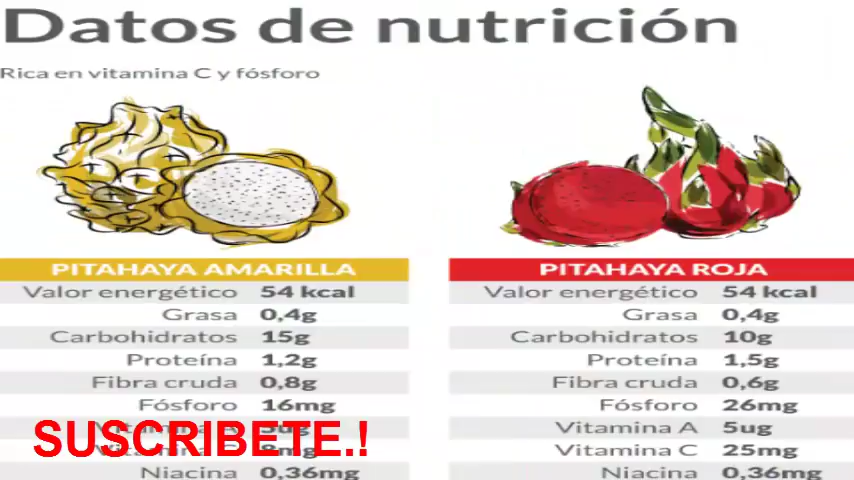 Datos de nutrición
Rica en vitamina C y fósforo
PITAHAYA AMARILLA
Valor energético 54 kcal
Grasa 0,4g
Carbohidratos 15g
Proteína 1,2g
Fibra cruda 0,8g
Fósforo 16mg
SUSCRIBETE.!
Niacina 0,36mg
PITAHAYA ROJA
Valor energético 54 kcal
Grasa 0,4g
Carbohidratos 10g
Proteína 1,5g
Fibra cruda 0,6g
Fósforo 26mg
Vitamina A 5ug
Vitamina C 25mg
Niacina 0,36mg